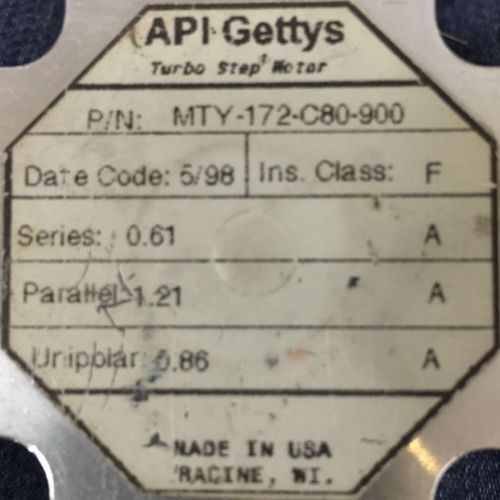 API Gettys
Turbo Step Motor
P/N: MTY-172-C80-900
Date Code: 5/98 Ins. Class: F
Series: 0.61 A
Parallel: 1.21 A
Unipolar: 0.86 A
MADE IN USA
RACINE, WI.